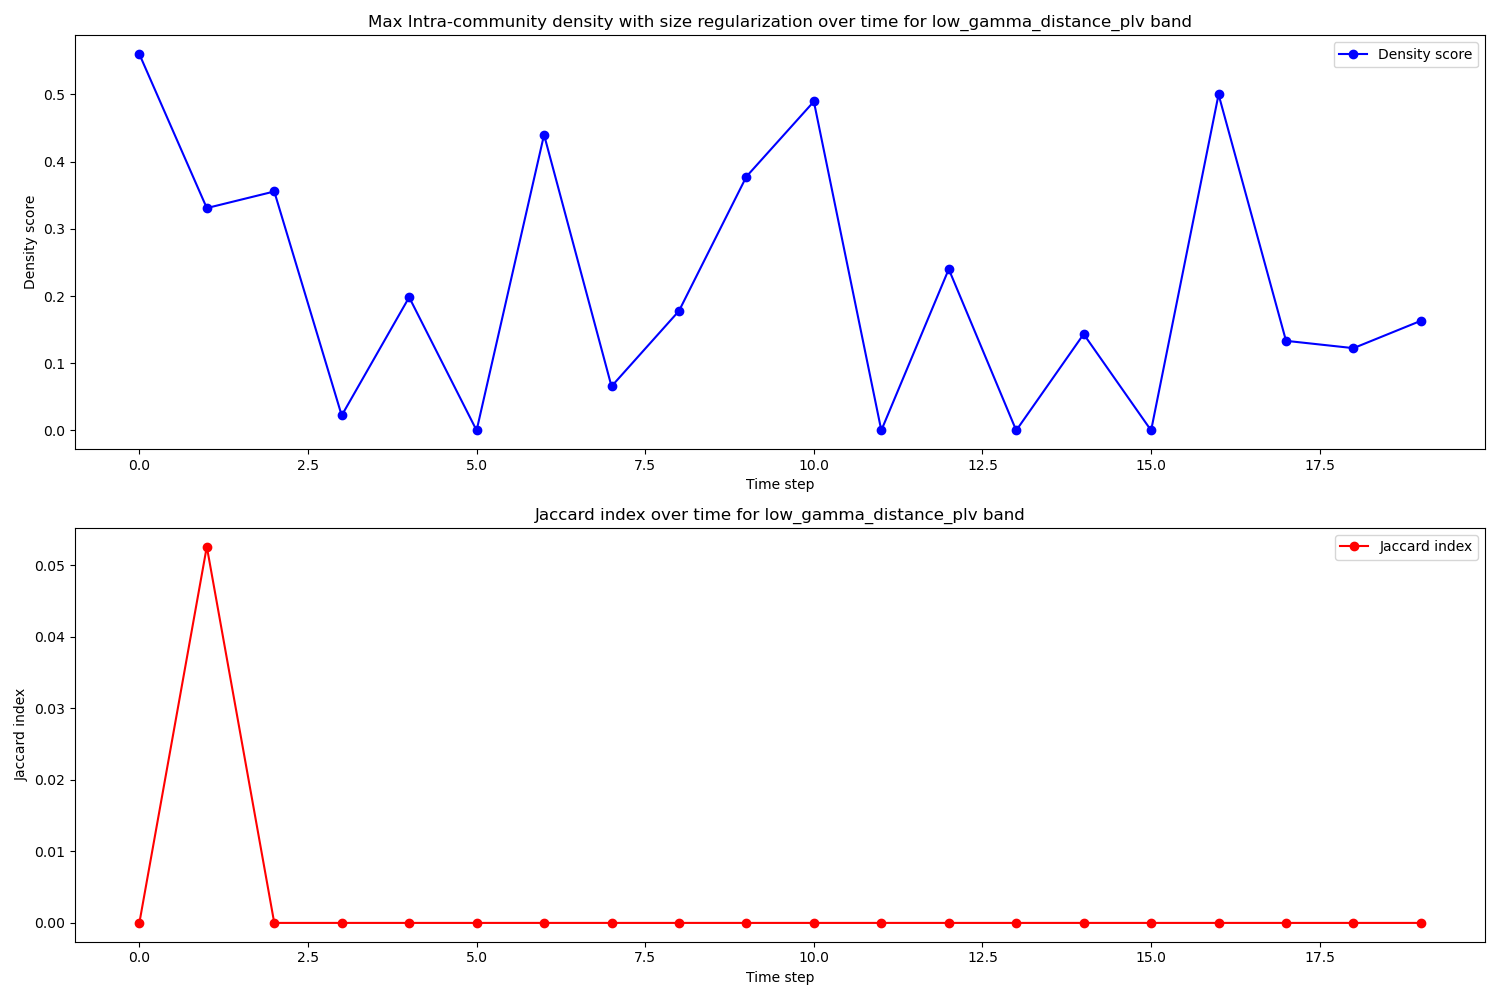 Max Intra-community density with size regularization over time for low_gamma_distance_plv band
Density score
Density score
0.5
0.4
0.3
0.2
0.1
0.0
0.0 2.5 5.0 7.5 10.0 12.5 15.0 17.5
Time step
Jaccard index over time for low_gamma_distance_plv band
Jaccard index
Jaccard index
0.05
0.04
0.03
0.02
0.01
0.00
0.0 2.5 5.0 7.5 10.0 12.5 15.0 17.5
Time step